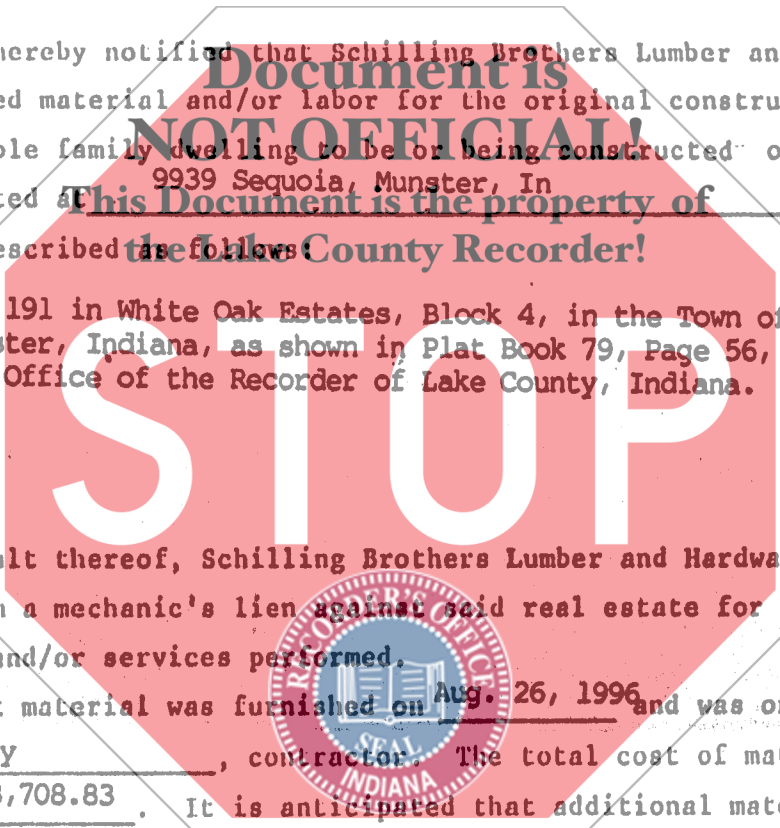 hereby notified that Schilling Brothers Lumber an
Document is
ed material and/or labor for the original constru
NOT OFFICIAL!
ple family dwelling to be or being constructed o
9939 Sequoia, Munster, In
ted at
This Document is the property of
escribed as follows:
the Lake County Recorder!
191 in White Oak Estates, Block 4, in the Town of
ster, Indiana, as shown in Plat Book 79, Page 56,
Office of the Recorder of Lake County, Indiana.
STOP
ult thereof, Schilling Brothers Lumber and Hardwa
n a mechanic's lien against said real estate for
and/or services performed.
RECORDER'S OFFICE
t material was furnished on Aug. 26, 1996 and was or
SEAL
y , contractor. The total cost of mat
INDIANA
,708.83 . It is anticipated that additional mate